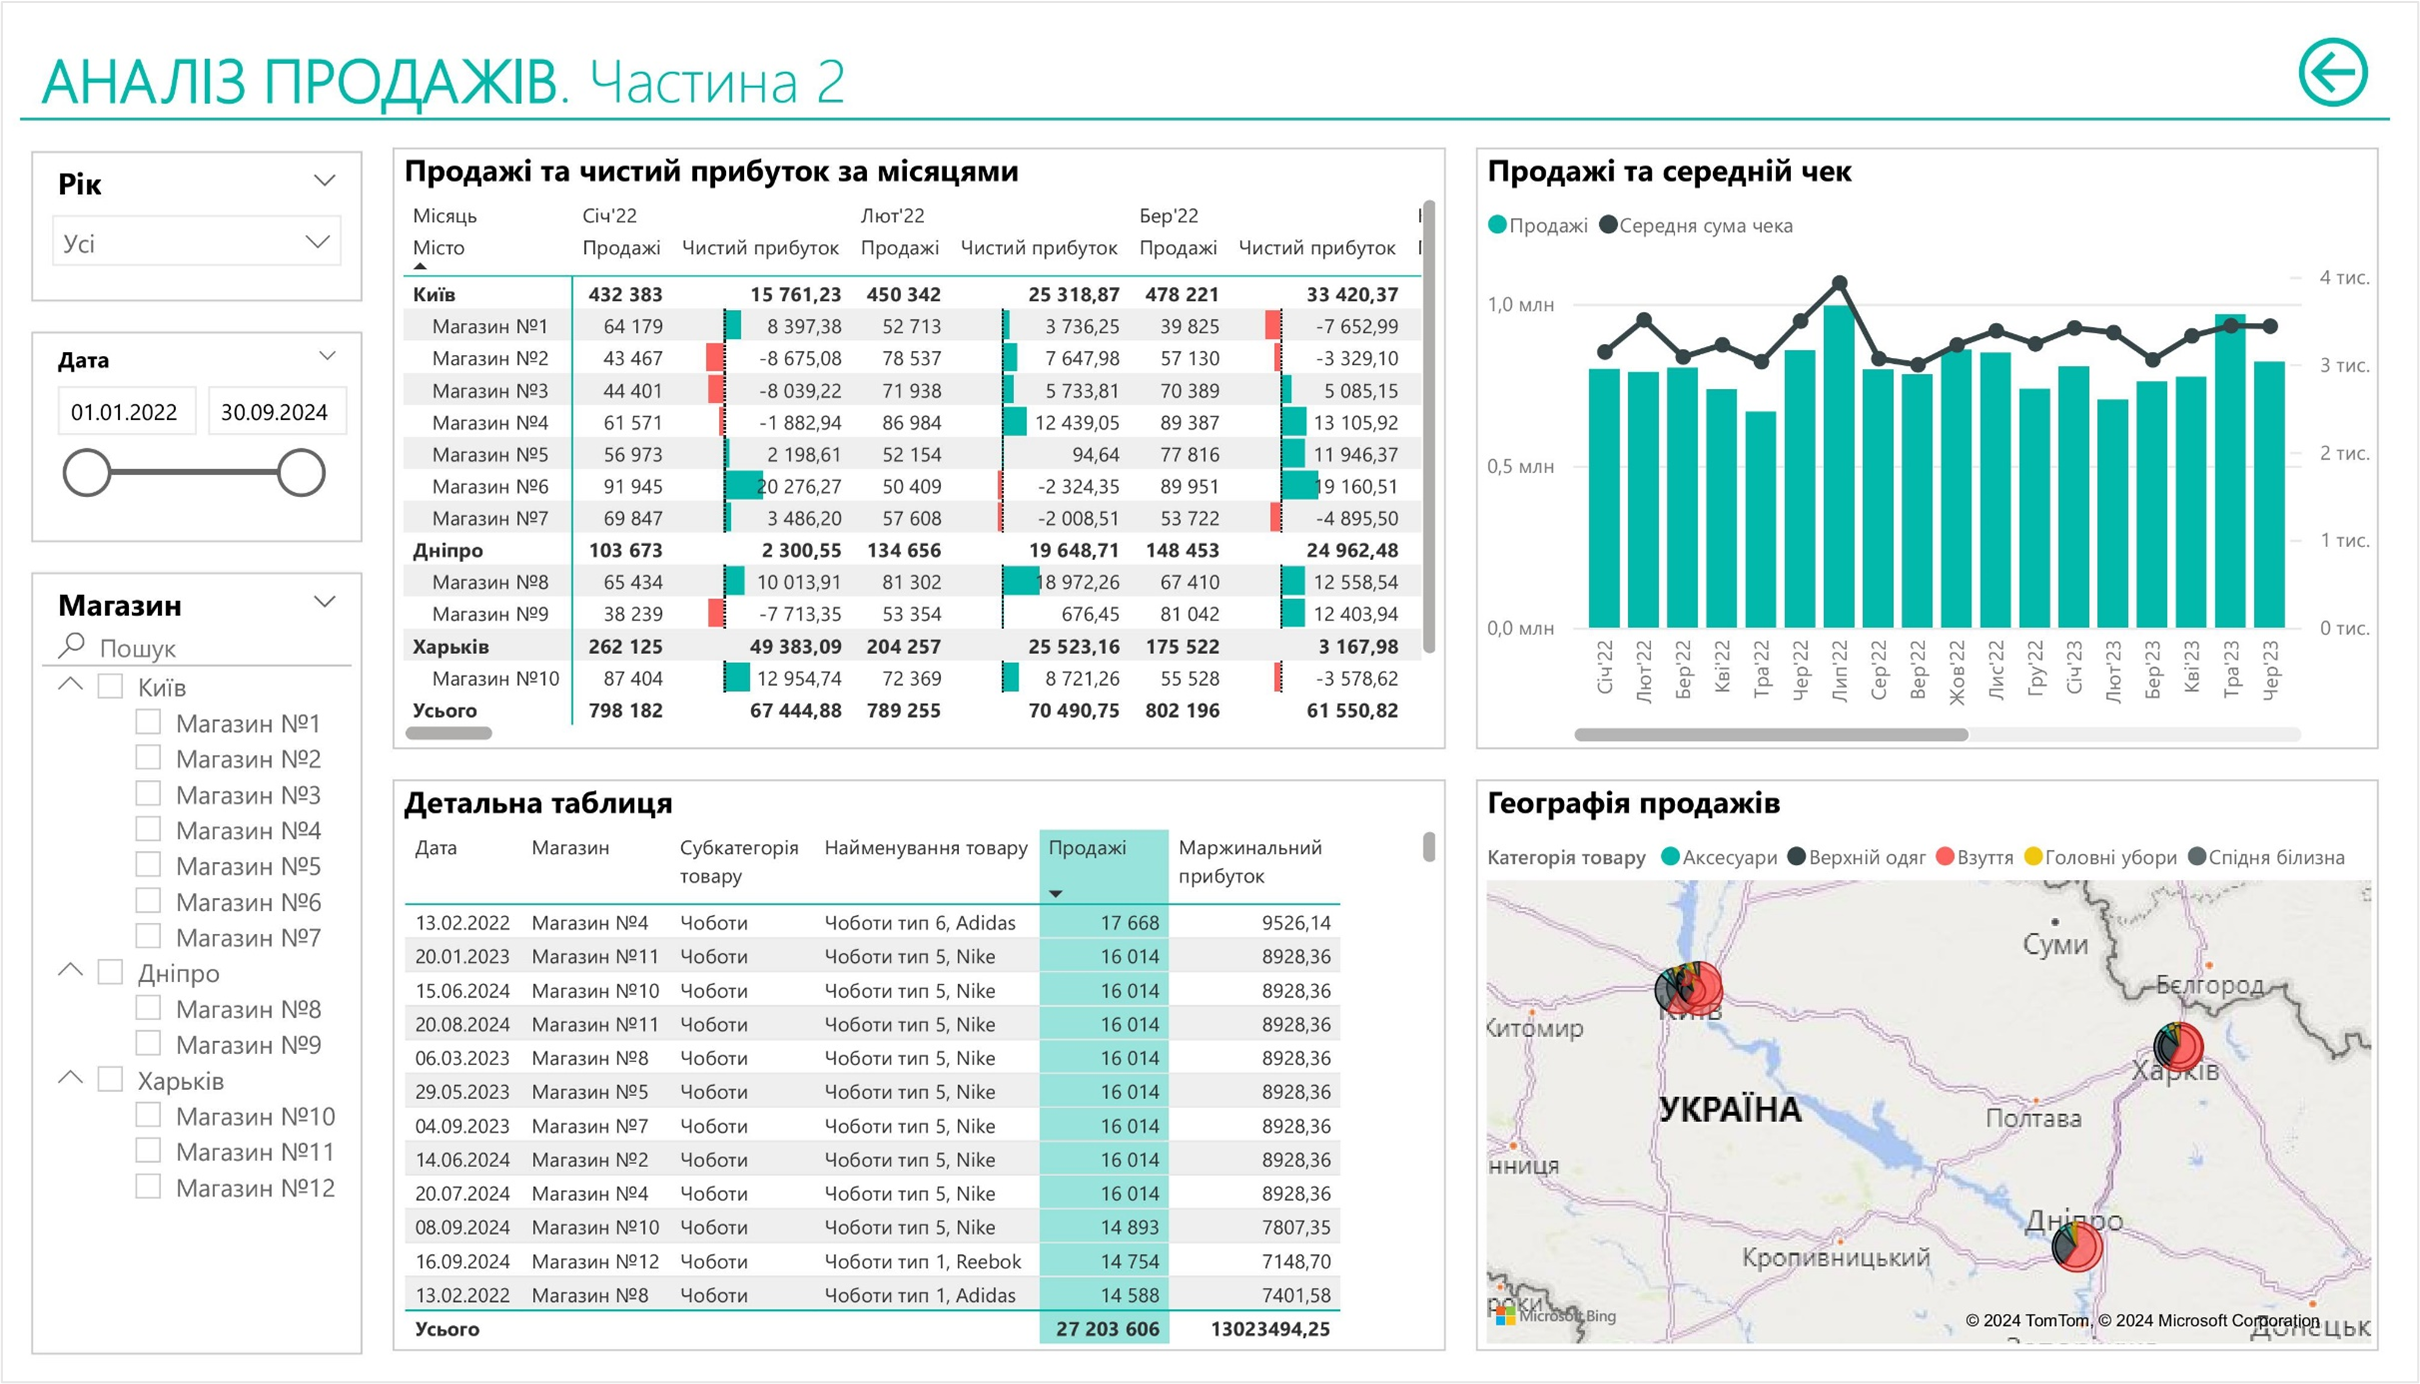 АНАЛІЗ ПРОДАЖІВ. Частина 2
Рік
Усі
Дата
01.01.2022 30.09.2024
Магазин
Пошук
Київ
Магазин №1
Магазин №2
Магазин №3
Магазин №4
Магазин №5
Магазин №6
Магазин №7
Дніпро
Магазин №8
Магазин №9
Харьків
Магазин №10
Магазин №11
Магазин №12
Продажі та чистий прибуток за місяцями
Місяць Січ'22 Лют'22 Бер'22
Місто Продажі Чистий прибуток Продажі Чистий прибуток Продажі Чистий прибуток
Київ 432 383 15 761,23 450 342 25 318,87 478 221 33 420,37
Магазин №1 64 179 8 397,38 52 713 3 736,25 39 825 -7 652,99
Магазин №2 43 467 -8 675,08 78 537 7 647,98 57 130 -3 329,10
Магазин №3 44 401 -8 039,22 71 938 5 733,81 70 389 5 085,15
Магазин №4 61 571 -1 882,94 86 984 12 439,05 89 387 13 105,92
Магазин №5 56 973 2 198,61 52 154 94,64 77 816 11 946,37
Магазин №6 91 945 20 276,27 50 409 -2 324,35 89 951 19 160,51
Магазин №7 69 847 3 486,20 57 608 -2 008,51 53 722 -4 895,50
Дніпро 103 673 2 300,55 134 656 19 648,71 148 453 24 962,48
Магазин №8 65 434 10 013,91 81 302 18 972,26 67 410 12 558,54
Магазин №9 38 239 -7 713,35 53 354 676,45 81 042 12 403,94
Харьків 262 125 49 383,09 204 257 25 523,16 175 522 3 167,98
Магазин №10 87 404 12 954,74 72 369 8 721,26 55 528 -3 578,62
Усього 798 182 67 444,88 789 255 70 490,75 802 196 61 550,82
Продажі та середній чек
Продажі Середня сума чека
4 тис.
1,0 млн
3 тис.
2 тис.
0,5 млн
1 тис.
0,0 млн 0 тис.
Січ'22 Лют'22 Бер'22 Кві'22 Тра'22 Чер'22 Лип'22 Сер'22 Вер'22 Жов'22 Лис'22 Гру'22 Січ'23 Лют'23 Бер'23 Кві'23 Тра'23 Чер'23
Детальна таблиця
Дата Магазин Субкатегорія товару Найменування товару Продажі Маржинальний прибуток
13.02.2022 Магазин №4 Чоботи Чоботи тип 6, Adidas 17 668 9526,14
20.01.2023 Магазин №11 Чоботи Чоботи тип 5, Nike 16 014 8928,36
15.06.2024 Магазин №10 Чоботи Чоботи тип 5, Nike 16 014 8928,36
20.08.2024 Магазин №11 Чоботи Чоботи тип 5, Nike 16 014 8928,36
06.03.2023 Магазин №8 Чоботи Чоботи тип 5, Nike 16 014 8928,36
29.05.2023 Магазин №5 Чоботи Чоботи тип 5, Nike 16 014 8928,36
04.09.2023 Магазин №7 Чоботи Чоботи тип 5, Nike 16 014 8928,36
14.06.2024 Магазин №2 Чоботи Чоботи тип 5, Nike 16 014 8928,36
20.07.2024 Магазин №4 Чоботи Чоботи тип 5, Nike 16 014 8928,36
08.09.2024 Магазин №10 Чоботи Чоботи тип 5, Nike 14 893 7807,35
16.09.2024 Магазин №12 Чоботи Чоботи тип 1, Reebok 14 754 7148,70
13.02.2022 Магазин №8 Чоботи Чоботи тип 1, Adidas 14 588 7401,58
Усього 27 203 606 13023494,25
Географія продажів
Категорія товару Аксесуари Верхній одяг Взуття Головні убори Спідня білизна
Суми
Бєлгород
Київ
Житомир
Харків
УКРАЇНА
Полтава
нниця
Дніпро
Кропивницький
Microsoft Bing
© 2024 TomTom, © 2024 Microsoft Corporation
Донецьк